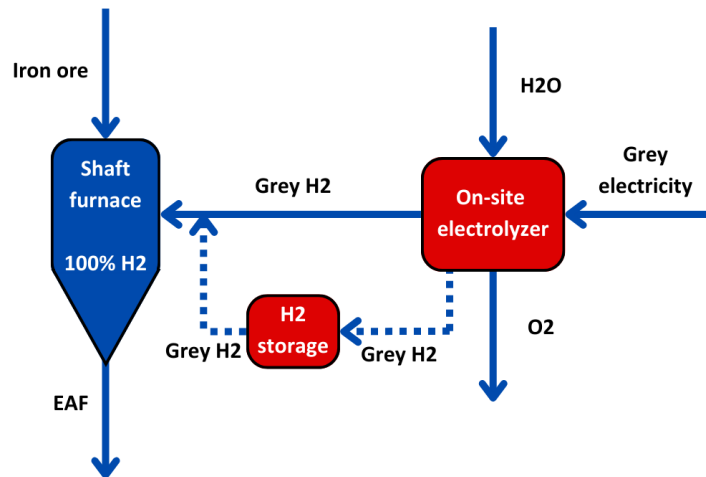 Iron ore
H2O
Shaft
furnace
100% H2
Grey H2
On-site
electrolyzer
Grey
electricity
H2
storage
Grey H2
Grey H2
O2
EAF